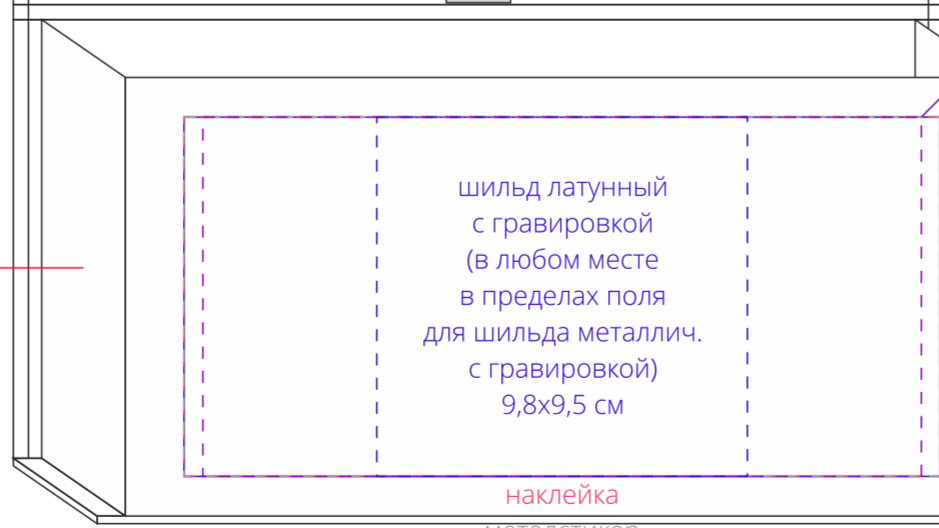 шильд латунный
с гравировкой
(в любом месте
в пределах поля
для шильда металлич.
с гравировкой)
9,8х9,5 см
наклейка